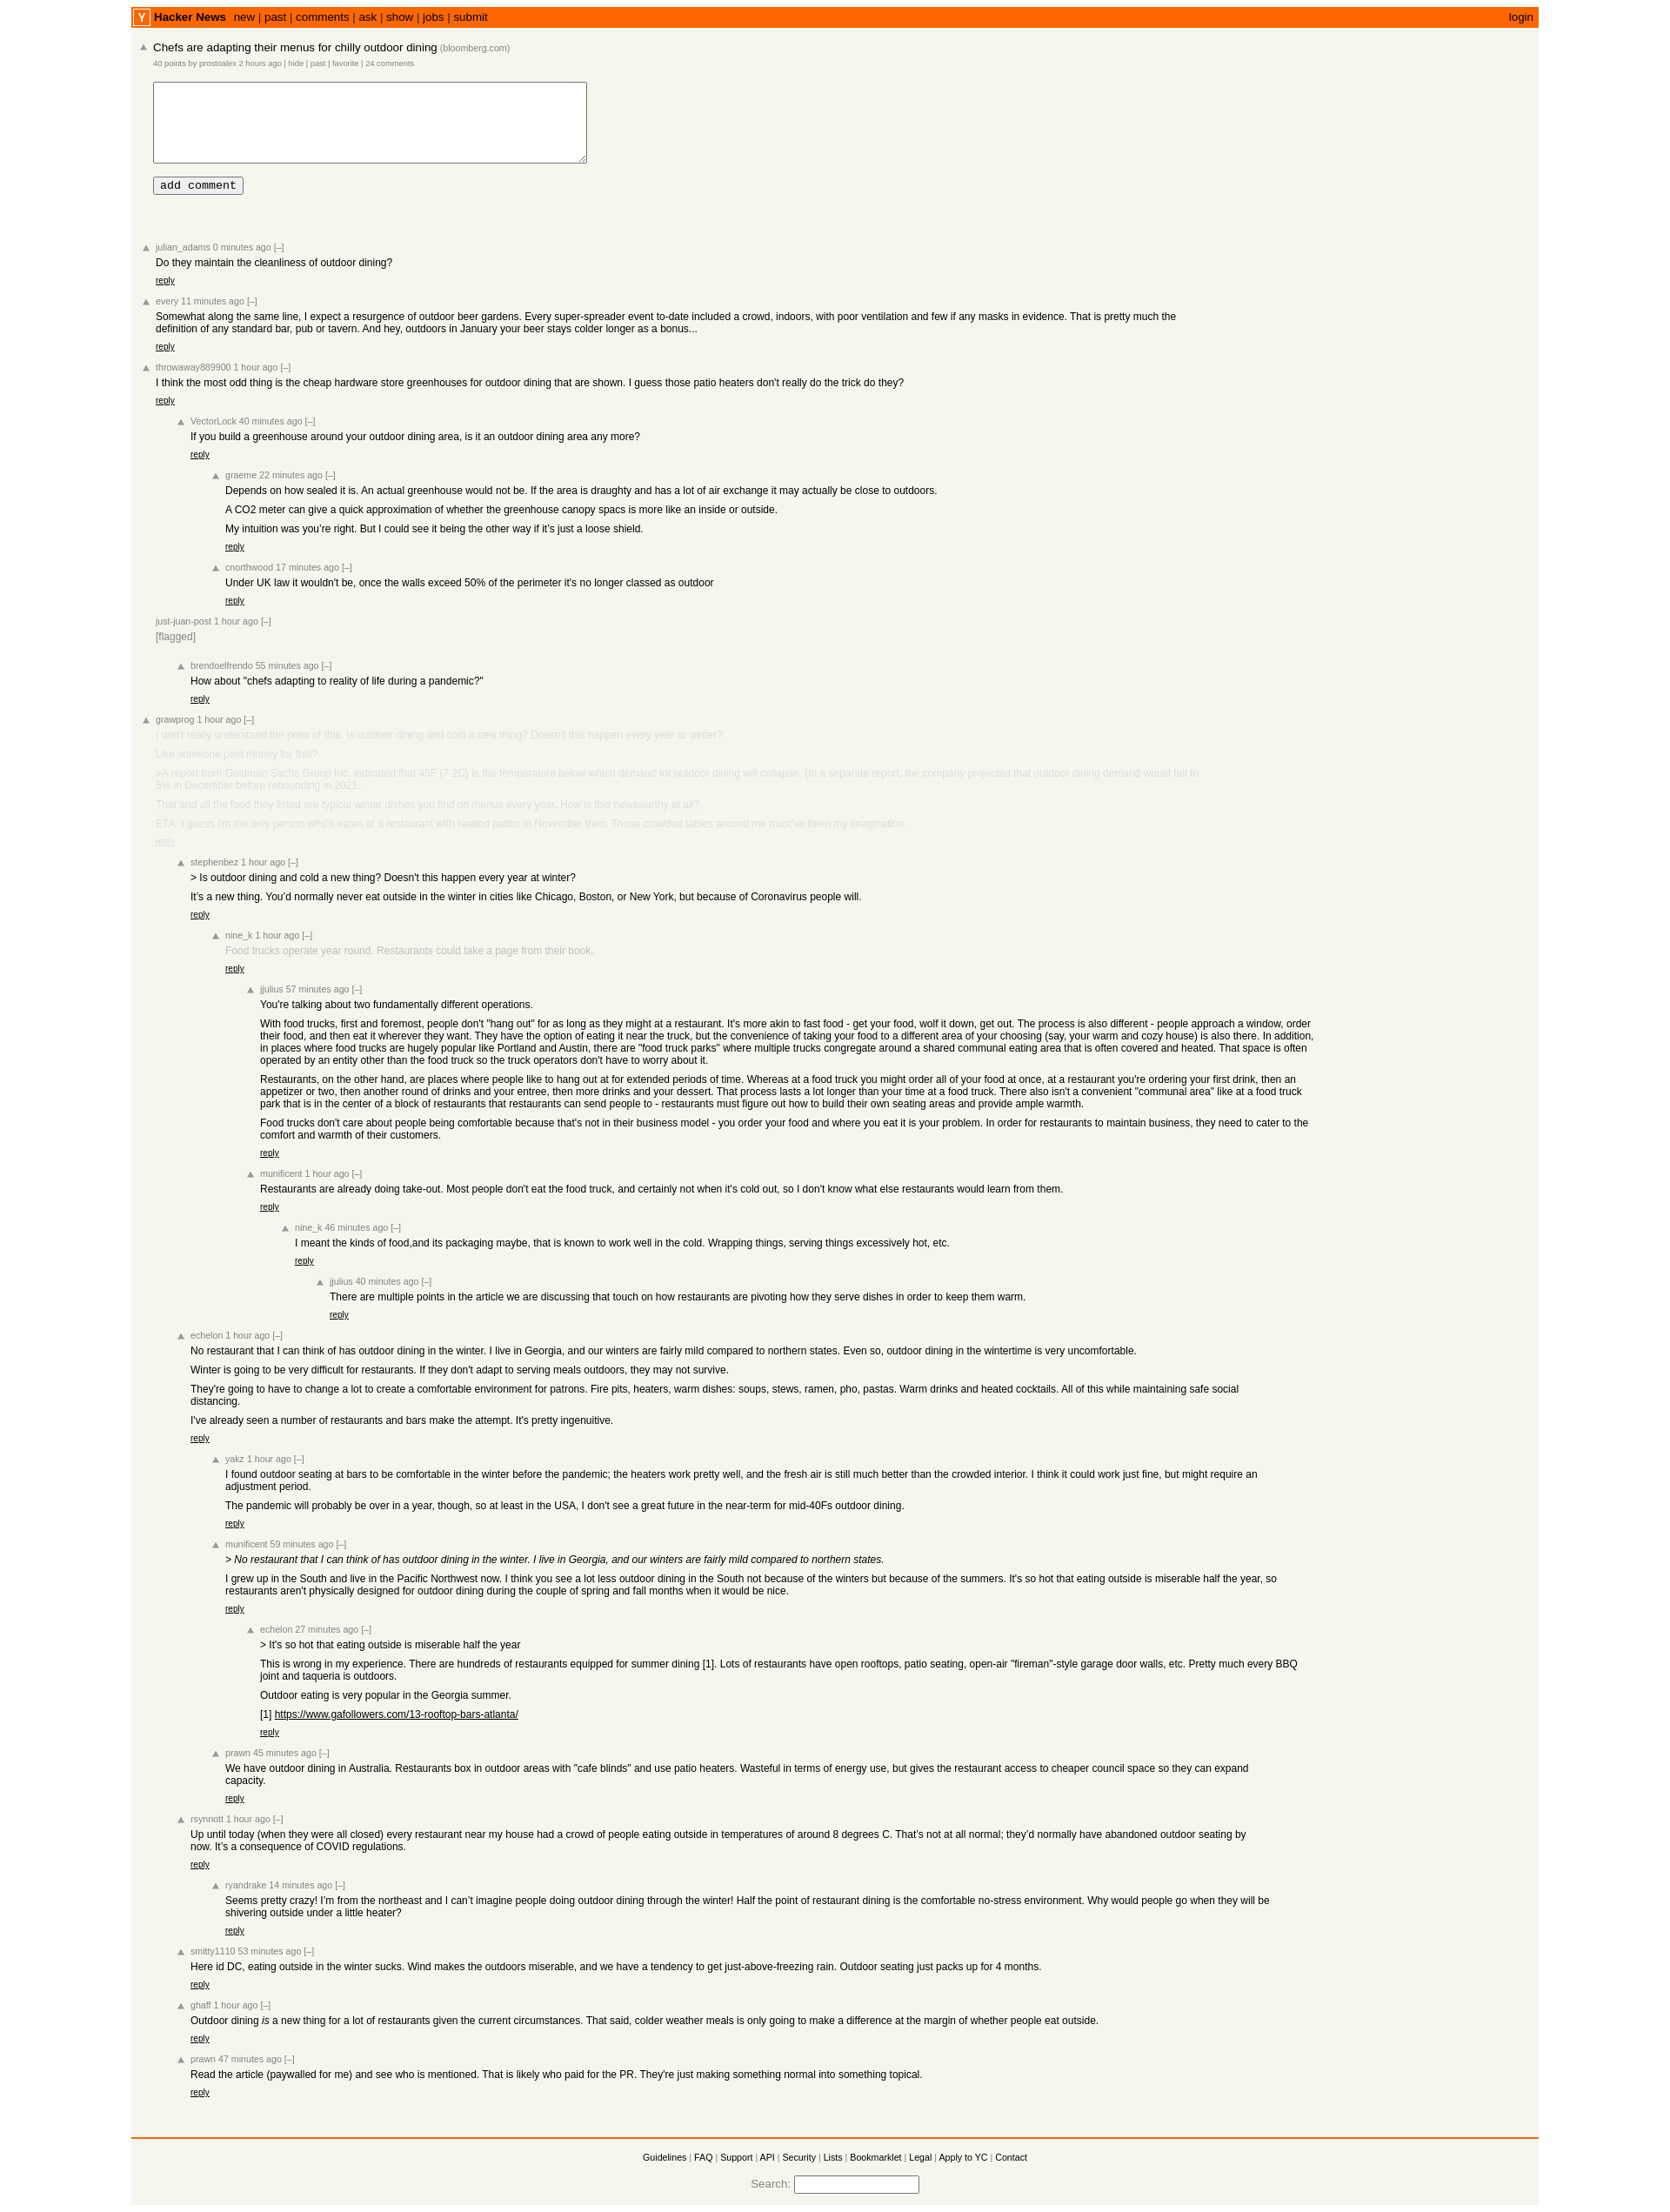 Y Hacker News new | past | comments | ask | show | jobs | submit login
Chefs are adapting their menus for chilly outdoor dining (bloomberg.com)
40 points by prostoalex 2 hours ago | hide | past | favorite | 24 comments
add comment
julian_adams 0 minutes ago [–]
Do they maintain the cleanliness of outdoor dining?
reply
every 11 minutes ago [–]
Somewhat along the same line, I expect a resurgence of outdoor beer gardens. Every super-spreader event to-date included a crowd, indoors, with poor ventilation and few if any masks in evidence. That is pretty much the
definition of any standard bar, pub or tavern. And hey, outdoors in January your beer stays colder longer as a bonus...
reply
throwaway889900 1 hour ago [–]
I think the most odd thing is the cheap hardware store greenhouses for outdoor dining that are shown. I guess those patio heaters don't really do the trick do they?
reply
VectorLock 40 minutes ago [–]
If you build a greenhouse around your outdoor dining area, is it an outdoor dining area any more?
reply
graeme 22 minutes ago [–]
Depends on how sealed it is. An actual greenhouse would not be. If the area is draughty and has a lot of air exchange it may actually be close to outdoors.
A CO2 meter can give a quick approximation of whether the greenhouse canopy spacs is more like an inside or outside.
My intuition was you’re right. But I could see it being the other way if it’s just a loose shield.
reply
cnorthwood 17 minutes ago [–]
Under UK law it wouldn't be, once the walls exceed 50% of the perimeter it's no longer classed as outdoor
reply
just-juan-post 1 hour ago [–]
[flagged]
brendoelfrendo 55 minutes ago [–]
How about "chefs adapting to reality of life during a pandemic?"
reply
grawprog 1 hour ago [–]
I don't really understand the point of this. Is outdoor dining and cold a new thing? Doesn't this happen every year at winter?
Like someone paid money for this?
>A report from Goldman Sachs Group Inc. indicated that 45F (7.2C) is the temperature below which demand for outdoor dining will collapse. (In a separate report, the company projected that outdoor dining demand would fall to
5% in December before rebounding in 2021.
That and all the food they listed are typical winter dishes you find on menus every year. How is this newsworthy at all?
ETA: I guess I'm the only person who's eaten at a restaurant with heated patios in November then. Those crowded tables around me must've been my imagination.
reply
stephenbez 1 hour ago [–]
> Is outdoor dining and cold a new thing? Doesn't this happen every year at winter?
It’s a new thing. You’d normally never eat outside in the winter in cities like Chicago, Boston, or New York, but because of Coronavirus people will.
reply
nine_k 1 hour ago [–]
Food trucks operate year round. Restaurants could take a page from their book.
reply
jjulius 57 minutes ago [–]
You're talking about two fundamentally different operations.
With food trucks, first and foremost, people don't "hang out" for as long as they might at a restaurant. It's more akin to fast food - get your food, wolf it down, get out. The process is also different - people approach a window, order
their food, and then eat it wherever they want. They have the option of eating it near the truck, but the convenience of taking your food to a different area of your choosing (say, your warm and cozy house) is also there. In addition,
in places where food trucks are hugely popular like Portland and Austin, there are "food truck parks" where multiple trucks congregate around a shared communal eating area that is often covered and heated. That space is often
operated by an entity other than the food truck so the truck operators don't have to worry about it.
Restaurants, on the other hand, are places where people like to hang out at for extended periods of time. Whereas at a food truck you might order all of your food at once, at a restaurant you're ordering your first drink, then an
appetizer or two, then another round of drinks and your entree, then more drinks and your dessert. That process lasts a lot longer than your time at a food truck. There also isn't a convenient "communal area" like at a food truck
park that is in the center of a block of restaurants that restaurants can send people to - restaurants must figure out how to build their own seating areas and provide ample warmth.
Food trucks don't care about people being comfortable because that's not in their business model - you order your food and where you eat it is your problem. In order for restaurants to maintain business, they need to cater to the
comfort and warmth of their customers.
reply
munificent 1 hour ago [–]
Restaurants are already doing take-out. Most people don't eat the food truck, and certainly not when it's cold out, so I don't know what else restaurants would learn from them.
reply
nine_k 46 minutes ago [–]
I meant the kinds of food,and its packaging maybe, that is known to work well in the cold. Wrapping things, serving things excessively hot, etc.
reply
jjulius 40 minutes ago [–]
There are multiple points in the article we are discussing that touch on how restaurants are pivoting how they serve dishes in order to keep them warm.
reply
echelon 1 hour ago [–]
No restaurant that I can think of has outdoor dining in the winter. I live in Georgia, and our winters are fairly mild compared to northern states. Even so, outdoor dining in the wintertime is very uncomfortable.
Winter is going to be very difficult for restaurants. If they don't adapt to serving meals outdoors, they may not survive.
They're going to have to change a lot to create a comfortable environment for patrons. Fire pits, heaters, warm dishes: soups, stews, ramen, pho, pastas. Warm drinks and heated cocktails. All of this while maintaining safe social
distancing.
I've already seen a number of restaurants and bars make the attempt. It's pretty ingenuitive.
reply
yakz 1 hour ago [–]
I found outdoor seating at bars to be comfortable in the winter before the pandemic; the heaters work pretty well, and the fresh air is still much better than the crowded interior. I think it could work just fine, but might require an
adjustment period.
The pandemic will probably be over in a year, though, so at least in the USA, I don't see a great future in the near-term for mid-40Fs outdoor dining.
reply
munificent 59 minutes ago [–]
> No restaurant that I can think of has outdoor dining in the winter. I live in Georgia, and our winters are fairly mild compared to northern states.
I grew up in the South and live in the Pacific Northwest now. I think you see a lot less outdoor dining in the South not because of the winters but because of the summers. It's so hot that eating outside is miserable half the year, so
restaurants aren't physically designed for outdoor dining during the couple of spring and fall months when it would be nice.
reply
echelon 27 minutes ago [–]
> It's so hot that eating outside is miserable half the year
This is wrong in my experience. There are hundreds of restaurants equipped for summer dining [1]. Lots of restaurants have open rooftops, patio seating, open-air "fireman"-style garage door walls, etc. Pretty much every BBQ
joint and taqueria is outdoors.
Outdoor eating is very popular in the Georgia summer.
[1] https://www.gafollowers.com/13-rooftop-bars-atlanta/
reply
prawn 45 minutes ago [–]
We have outdoor dining in Australia. Restaurants box in outdoor areas with "cafe blinds" and use patio heaters. Wasteful in terms of energy use, but gives the restaurant access to cheaper council space so they can expand
capacity.
reply
rsynnott 1 hour ago [–]
Up until today (when they were all closed) every restaurant near my house had a crowd of people eating outside in temperatures of around 8 degrees C. That’s not at all normal; they’d normally have abandoned outdoor seating by
now. It’s a consequence of COVID regulations.
reply
ryandrake 14 minutes ago [–]
Seems pretty crazy! I’m from the northeast and I can’t imagine people doing outdoor dining through the winter! Half the point of restaurant dining is the comfortable no-stress environment. Why would people go when they will be
shivering outside under a little heater?
reply
smitty1110 53 minutes ago [–]
Here id DC, eating outside in the winter sucks. Wind makes the outdoors miserable, and we have a tendency to get just-above-freezing rain. Outdoor seating just packs up for 4 months.
reply
ghaff 1 hour ago [–]
Outdoor dining is a new thing for a lot of restaurants given the current circumstances. That said, colder weather meals is only going to make a difference at the margin of whether people eat outside.
reply
prawn 47 minutes ago [–]
Read the article (paywalled for me) and see who is mentioned. That is likely who paid for the PR. They're just making something normal into something topical.
reply
Guidelines | FAQ | Support | API | Security | Lists | Bookmarklet | Legal | Apply to YC | Contact
Search: